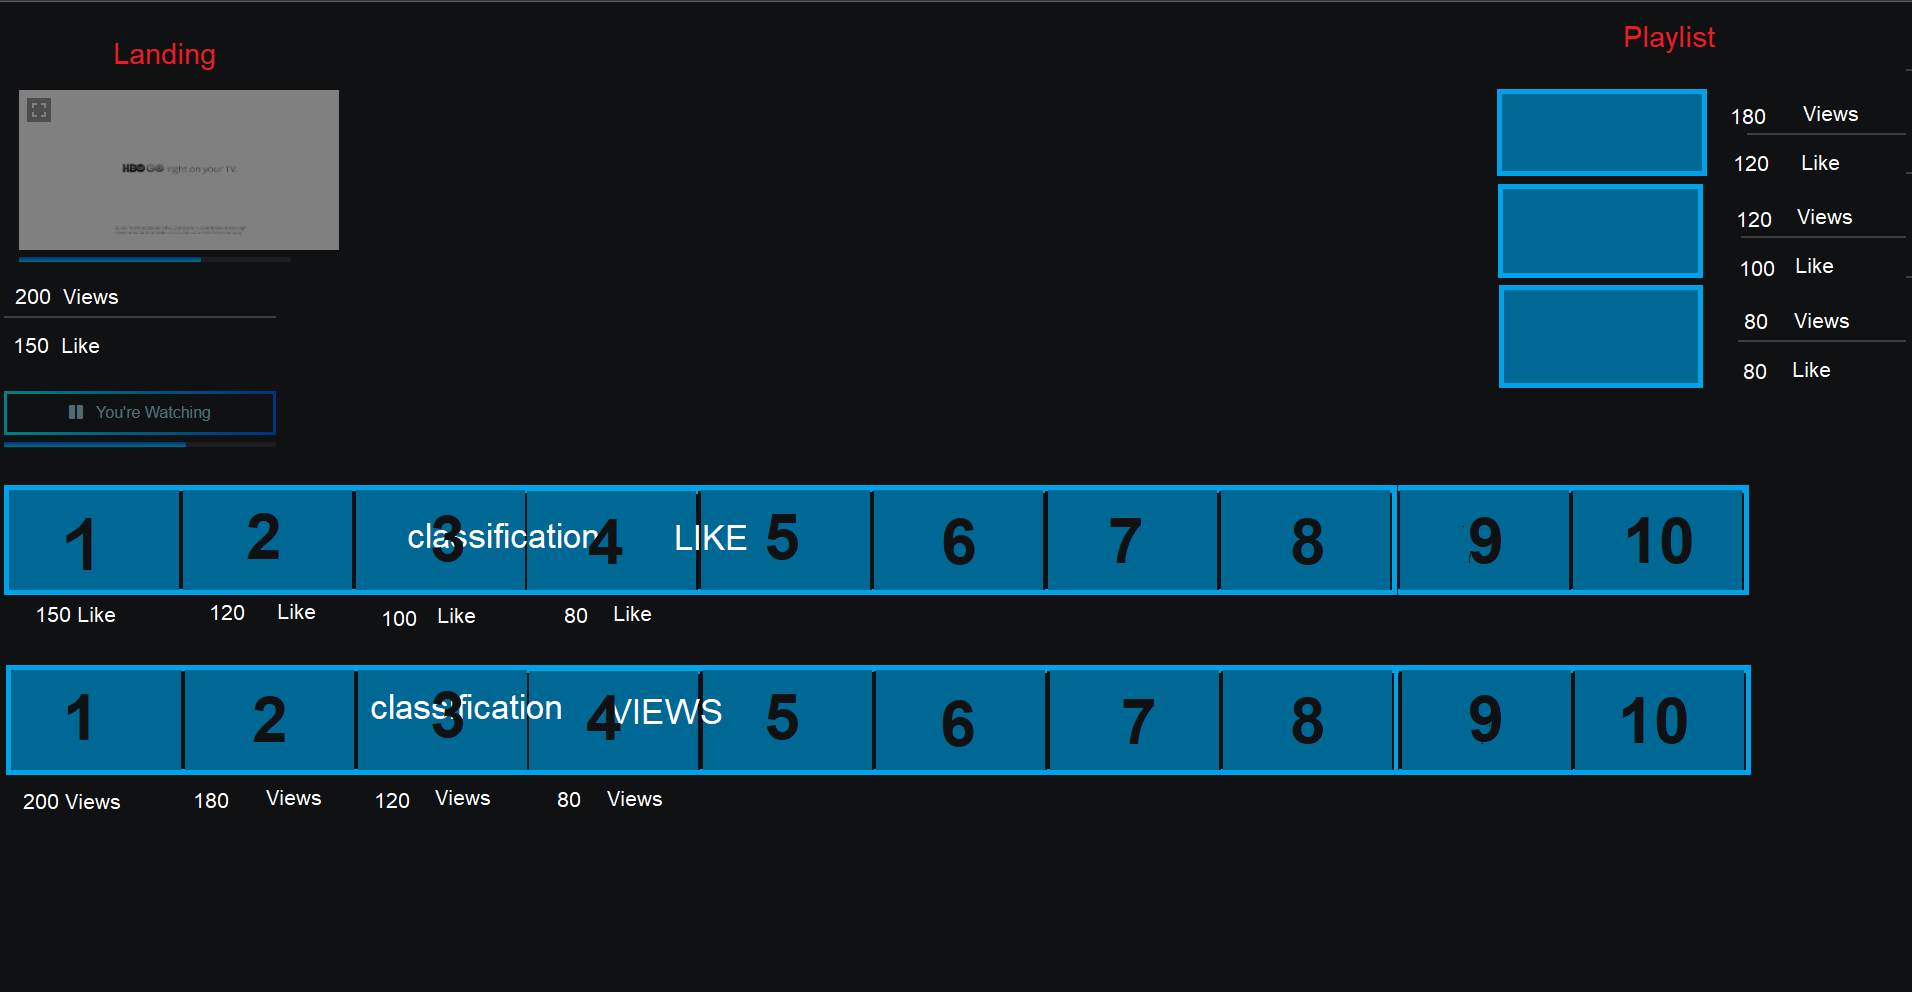 Landing
Playlist
HBO GO right on your TV.
180 Views
120 Like
120 Views
100 Like
80 Views
80 Like
200 Views
150 Like
You're Watching
1 2 3 4 5 6 7 8 9 10
classification LIKE
150 Like 120 Like 100 Like 80 Like
1 2 3 4 5 6 7 8 9 10
classification VIEWS
200 Views 180 Views 120 Views 80 Views